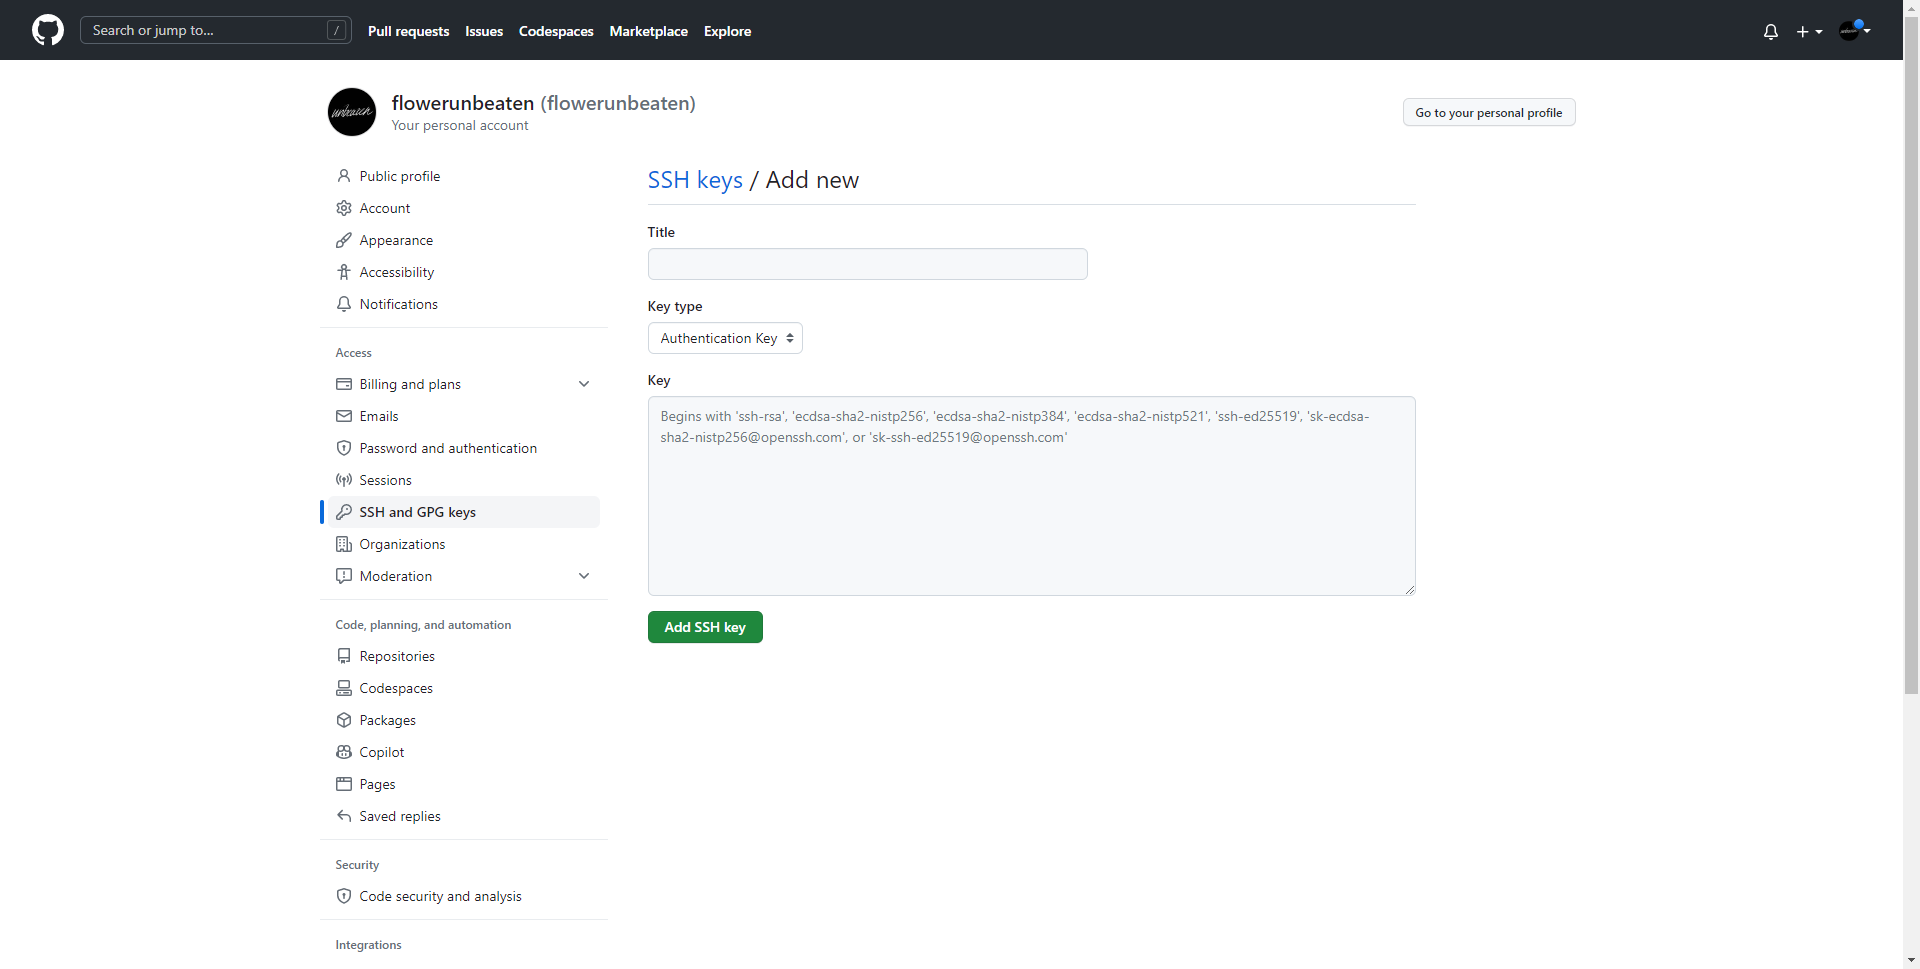 Search or jump to...
/
Pull requests
Issues
Codespaces
Marketplace
Explore
flowerunbeaten (flowerunbeaten)
Your personal account
Go to your personal profile
Public profile
Account
Appearance
Accessibility
Notifications
Access
Billing and plans
Emails
Password and authentication
Sessions
SSH and GPG keys
Organizations
Moderation
Code, planning, and automation
Repositories
Codespaces
Packages
Copilot
Pages
Saved replies
Security
Code security and analysis
Integrations
SSH keys / Add new
Title
Key type
Authentication Key
Key
Begins with 'ssh-rsa', 'ecdsa-sha2-nistp256', 'ecdsa-sha2-nistp384', 'ecdsa-sha2-nistp521', 'ssh-ed25519', 'sk-ecdsa-
sha2-nistp256@openssh.com', or 'sk-ssh-ed25519@openssh.com'
Add SSH key